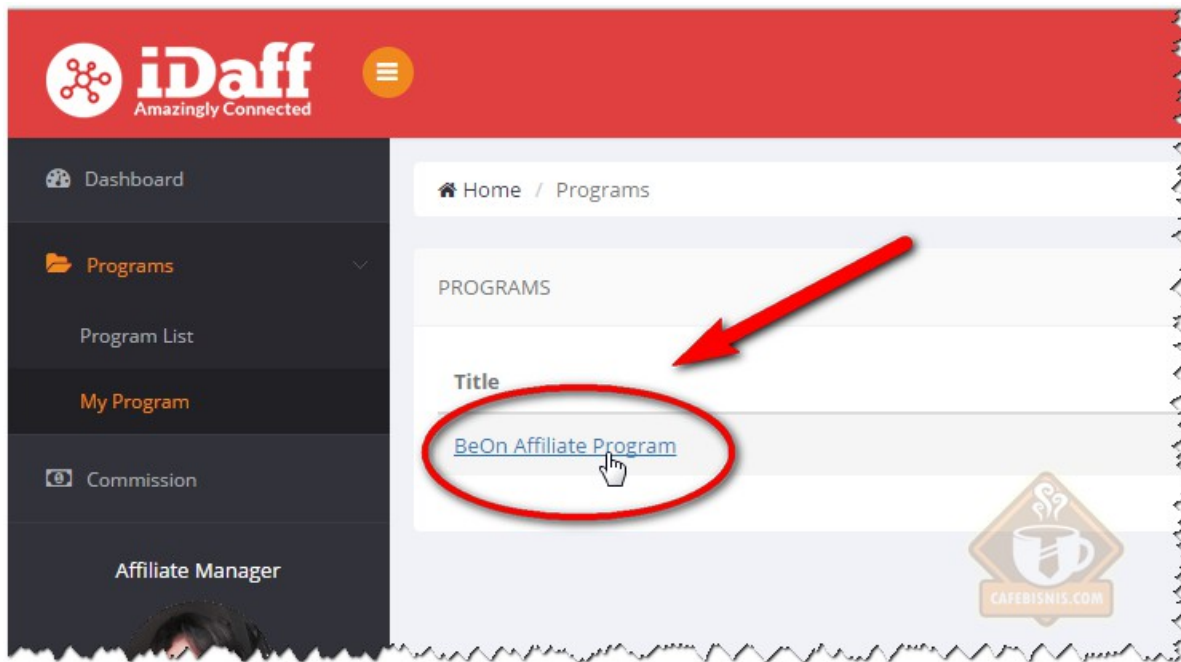 iDaff
Amazingly Connected
Dashboard
Home / Programs
Programs
PROGRAMS
Program List
Title
My Program
BeOn Affiliate Program
Commission
Affiliate Manager
CAFEBISNIS.COM